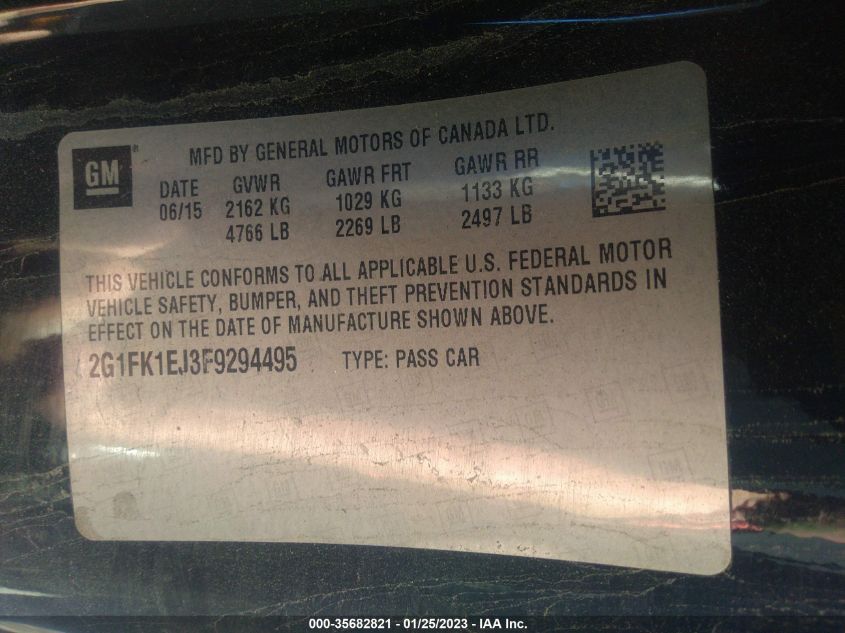 GM ®
MFD BY GENERAL MOTORS OF CANADA LTD.
DATE GVWR GAWR FRT GAWR RR
06/15 2162 KG 1029 KG 1133 KG
4766 LB 2269 LB 2497 LB
THIS VEHICLE CONFORMS TO ALL APPLICABLE U.S. FEDERAL MOTOR
VEHICLE SAFETY, BUMPER, AND THEFT PREVENTION STANDARDS IN
EFFECT ON THE DATE OF MANUFACTURE SHOWN ABOVE.
2G1FK1EJ3F9294495 TYPE: PASS CAR
000-35682821 / 01/25/2023 / © IAA Inc.